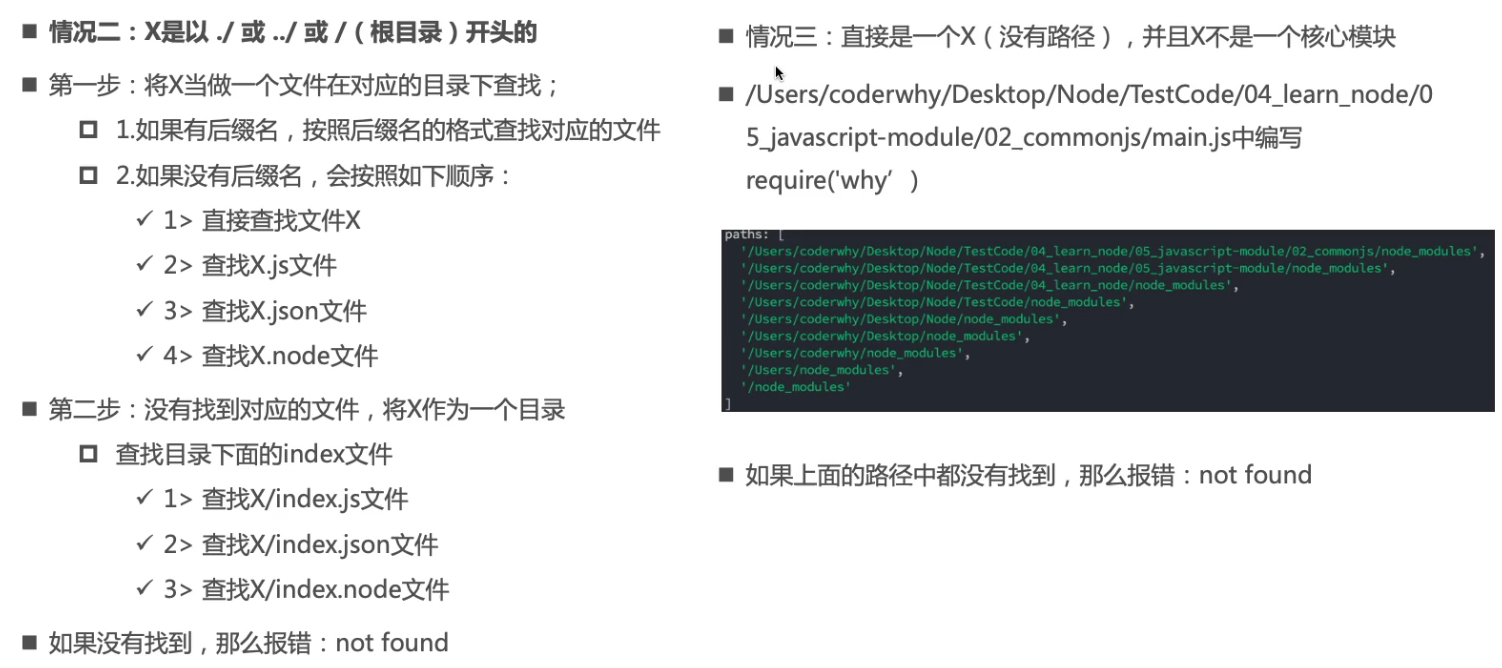 情况二：X是以 ./ 或 ../ 或 /（根目录）开头的
第一步：将X当做一个文件在对应的目录下查找；
1.如果有后缀名，按照后缀名的格式查找对应的文件
2.如果没有后缀名，会按照如下顺序：
1> 直接查找文件X
2> 查找X.js文件
3> 查找X.json文件
4> 查找X.node文件
第二步：没有找到对应的文件，将X作为一个目录
查找目录下面的index文件
1> 查找X/index.js文件
2> 查找X/index.json文件
3> 查找X/index.node文件
如果没有找到，那么报错：not found
情况三：直接是一个X（没有路径），并且X不是一个核心模块
/Users/coderwhy/Desktop/Node/TestCode/04_learn_node/0
5_javascript-module/02_commonjs/main.js中编写
require('why’)
paths: [
'/Users/coderwhy/Desktop/Node/TestCode/04_learn_node/05_javascript-module/02_commonjs/node_modules',
'/Users/coderwhy/Desktop/Node/TestCode/04_learn_node/05_javascript-module/node_modules',
'/Users/coderwhy/Desktop/Node/TestCode/04_learn_node/node_modules',
'/Users/coderwhy/Desktop/Node/TestCode/node_modules',
'/Users/coderwhy/Desktop/Node/node_modules',
'/Users/coderwhy/Desktop/node_modules',
'/Users/coderwhy/node_modules',
'/Users/node_modules',
'/node_modules'
]
如果上面的路径中都没有找到，那么报错：not found